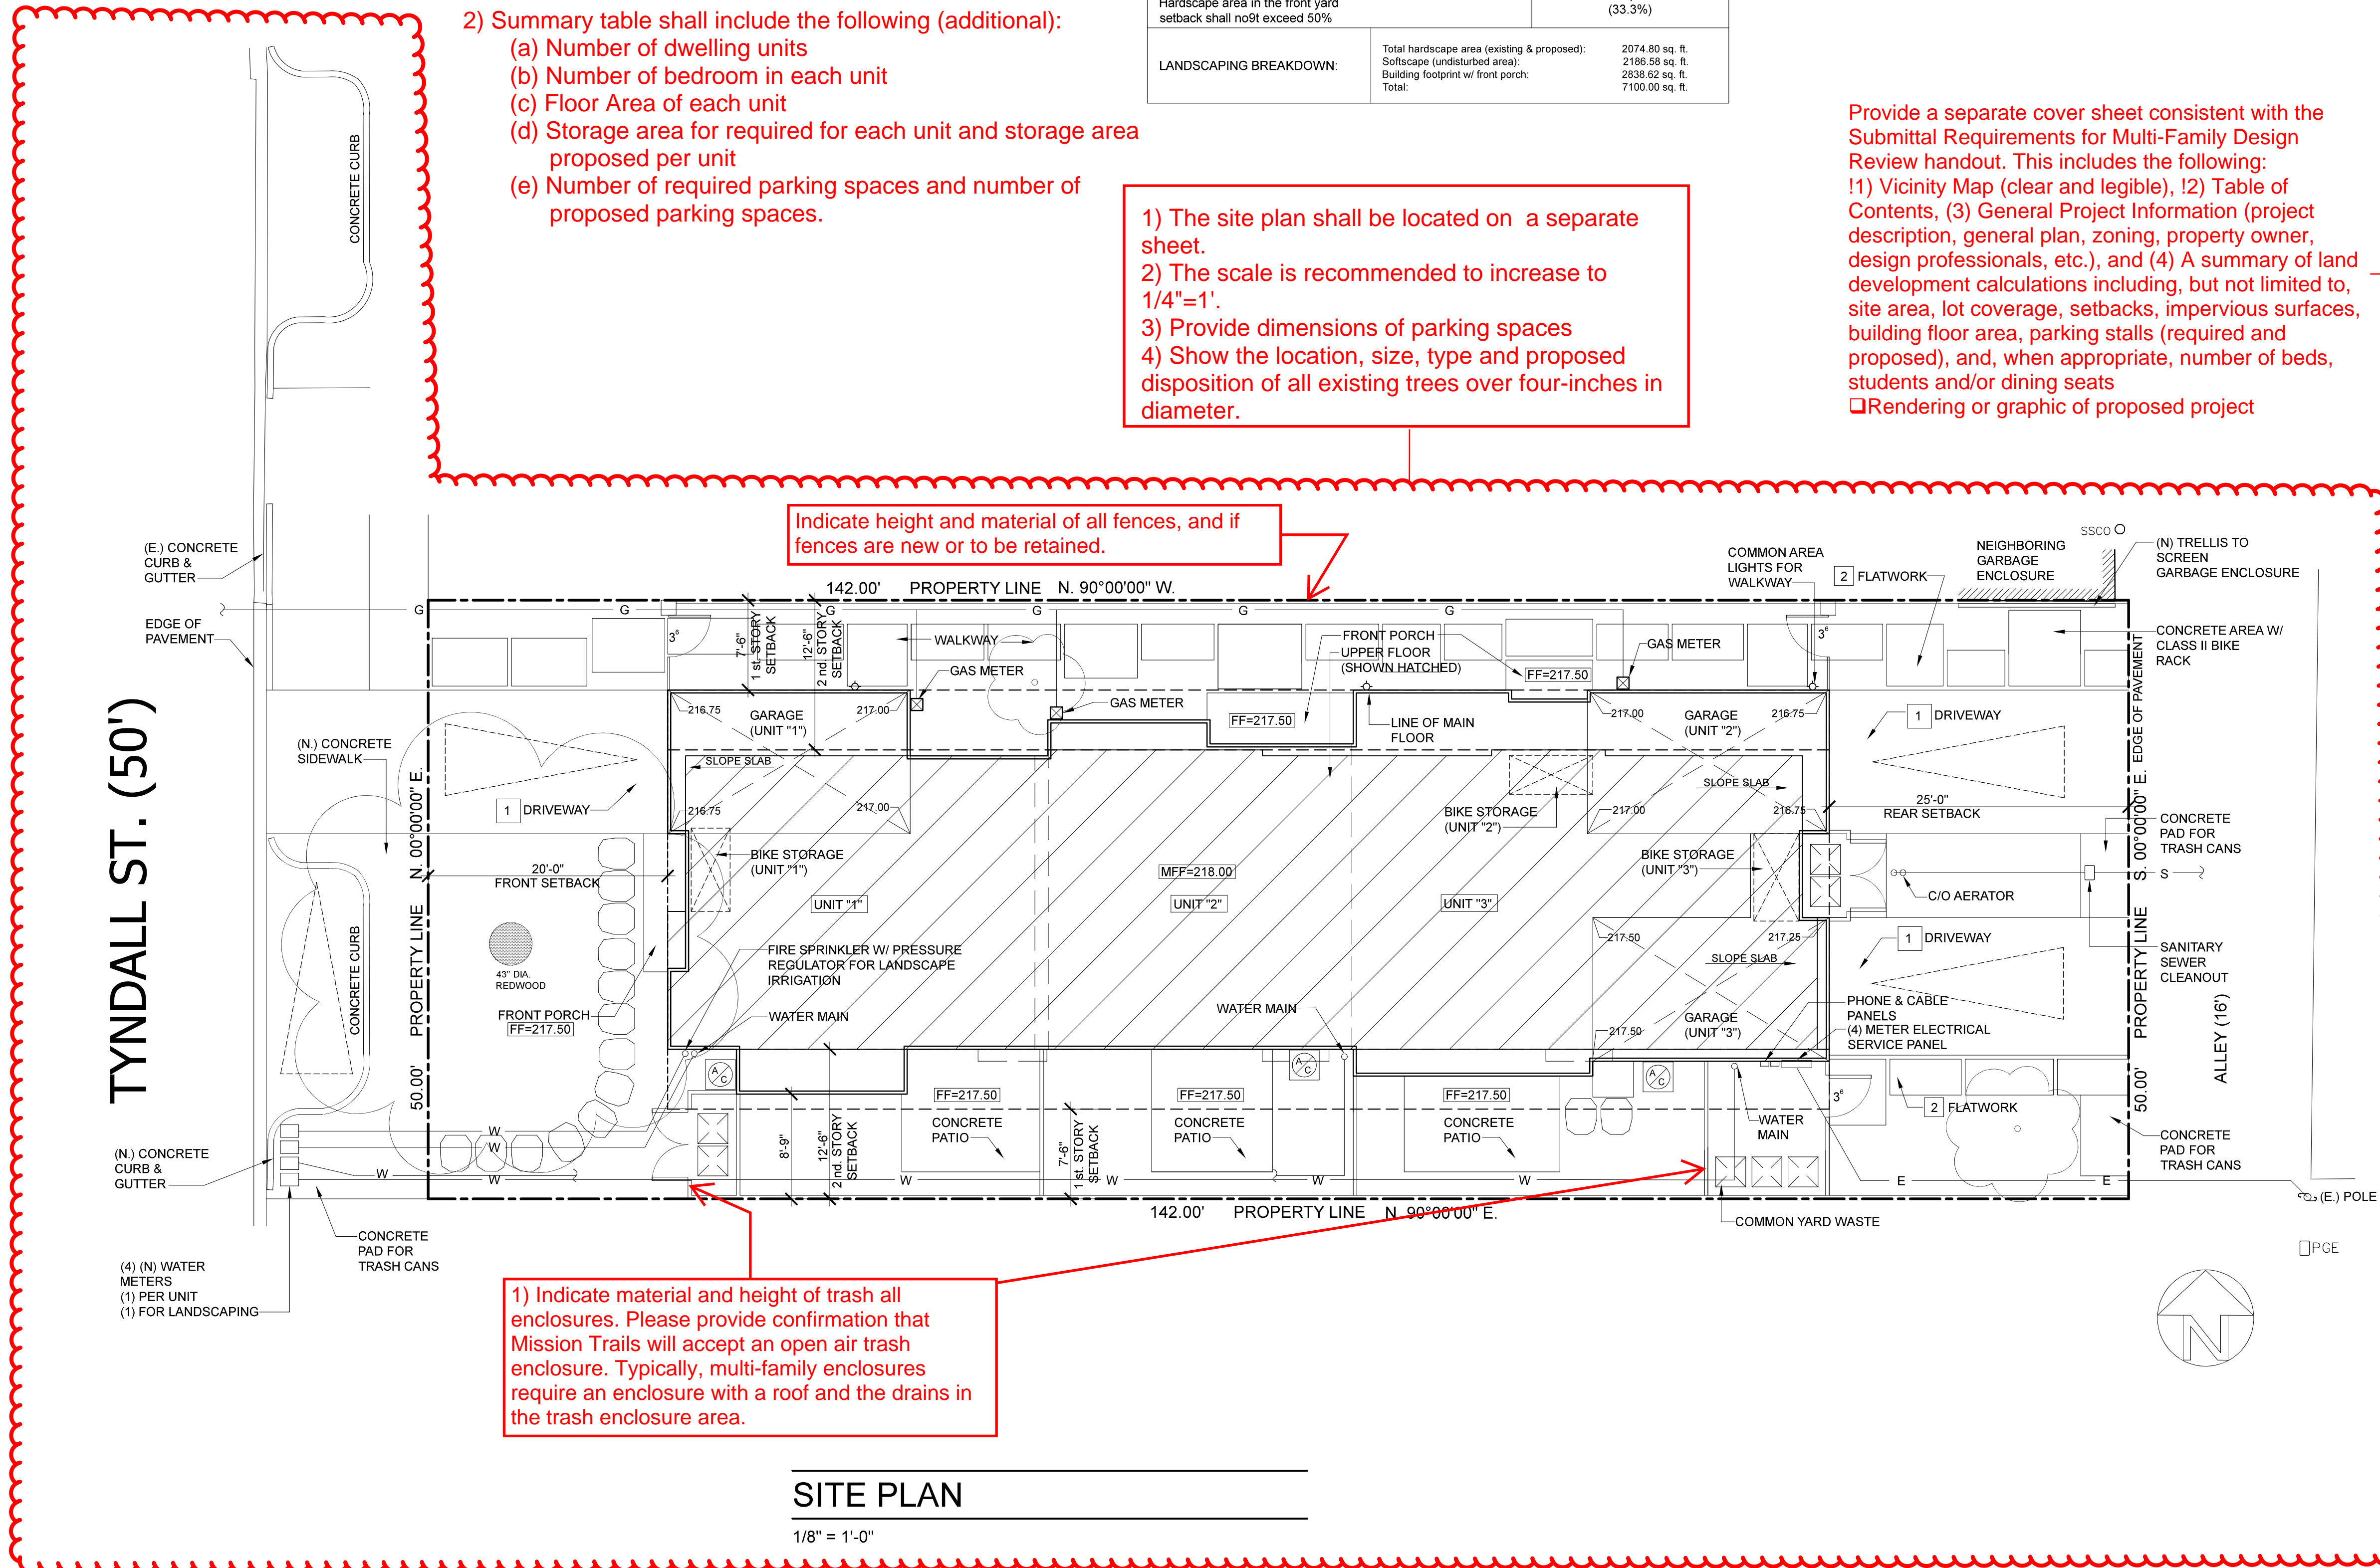 2) Summary table shall include the following (additional):
(a) Number of dwelling units
(b) Number of bedroom in each unit
(c) Floor Area of each unit
(d) Storage area for required for each unit and storage area
proposed per unit
(e) Number of required parking spaces and number of
proposed parking spaces.
Hardscape area in the front yard
setback shall no9t exceed 50%
(33.3%)
LANDSCAPING BREAKDOWN:
Total hardscape area (existing & proposed): 2074.80 sq. ft.
Softscape (undisturbed area): 2186.58 sq. ft.
Building footprint w/ front porch: 2838.62 sq. ft.
Total: 7100.00 sq. ft.
Provide a separate cover sheet consistent with the
Submittal Requirements for Multi-Family Design
Review handout. This includes the following:
!1) Vicinity Map (clear and legible), !2) Table of
Contents, (3) General Project Information (project
description, general plan, zoning, property owner,
design professionals, etc.), and (4) A summary of land
development calculations including, but not limited to,
site area, lot coverage, setbacks, impervious surfaces,
building floor area, parking stalls (required and
proposed), and, when appropriate, number of beds,
students and/or dining seats
❑Rendering or graphic of proposed project
1) The site plan shall be located on a separate
sheet.
2) The scale is recommended to increase to
1/4"=1'.
3) Provide dimensions of parking spaces
4) Show the location, size, type and proposed
disposition of all existing trees over four-inches in
diameter.
Indicate height and material of all fences, and if
fences are new or to be retained.
CONCRETE CURB
(E.) CONCRETE
CURB &
GUTTER
EDGE OF
PAVEMENT
TYNDALL ST. (50')
(N.) CONCRETE
SIDEWALK
CONCRETE CURB
(N.) CONCRETE
CURB &
GUTTER
(4) (N) WATER
METERS
(1) PER UNIT
(1) FOR LANDSCAPING
CONCRETE
PAD FOR
TRASH CANS
142.00' PROPERTY LINE N. 90°00'00" W.
G G G G G G
50.00' PROPERTY LINE N. 00°00'00" E.
3⁶
7'-6"
1 st. STORY
SETBACK
12'-6"
2 nd. STORY
SETBACK
WALKWAY
GAS METER
GAS METER
FRONT PORCH
UPPER FLOOR
(SHOWN HATCHED)
FF=217.50
FF=217.50
LINE OF MAIN
FLOOR
GAS METER
COMMON AREA
LIGHTS FOR
WALKWAY
2 FLATWORK
NEIGHBORING
GARBAGE
ENCLOSURE
SSCO
(N) TRELLIS TO
SCREEN
GARBAGE ENCLOSURE
3⁶
CONCRETE AREA W/
CLASS II BIKE
RACK
216.75
GARAGE
(UNIT "1")
217.00
SLOPE SLAB
216.75
217.00
1 DRIVEWAY
20'-0"
FRONT SETBACK
BIKE STORAGE
(UNIT "1")
UNIT "1"
43" DIA.
REDWOOD
FRONT PORCH
FF=217.50
FIRE SPRINKLER W/ PRESSURE
REGULATOR FOR LANDSCAPE
IRRIGATION
WATER MAIN
MFF=218.00
UNIT "2"
UNIT "3"
BIKE STORAGE
(UNIT "2")
217.00
GARAGE
(UNIT "2")
216.75
SLOPE SLAB
217.00
216.75
BIKE STORAGE
(UNIT "3")
1 DRIVEWAY
25'-0"
REAR SETBACK
EDGE OF PAVEMENT
CONCRETE
PAD FOR
TRASH CANS
S
C/O AERATOR
217.50
217.25
SLOPE SLAB
1 DRIVEWAY
SANITARY
SEWER
CLEANOUT
50.00' PROPERTY LINE S. 00°00'00" E.
ALLEY (16')
WATER MAIN
217.50
GARAGE
(UNIT "3")
PHONE & CABLE
PANELS
(4) METER ELECTRICAL
SERVICE PANEL
A/C
A/C
A/C
FF=217.50
CONCRETE
PATIO
FF=217.50
CONCRETE
PATIO
FF=217.50
CONCRETE
PATIO
8'-9"
12'-6"
2 nd. STORY
SETBACK
7'-6"
1 st. STORY
SETBACK
WATER
MAIN
3⁶
2 FLATWORK
CONCRETE
PAD FOR
TRASH CANS
W
W
W W
W W W W
E E
(E.) POLE
142.00' PROPERTY LINE N 90°00'00" E.
COMMON YARD WASTE
PGE
N
1) Indicate material and height of trash all
enclosures. Please provide confirmation that
Mission Trails will accept an open air trash
enclosure. Typically, multi-family enclosures
require an enclosure with a roof and the drains in
the trash enclosure area.
SITE PLAN
1/8" = 1'-0"